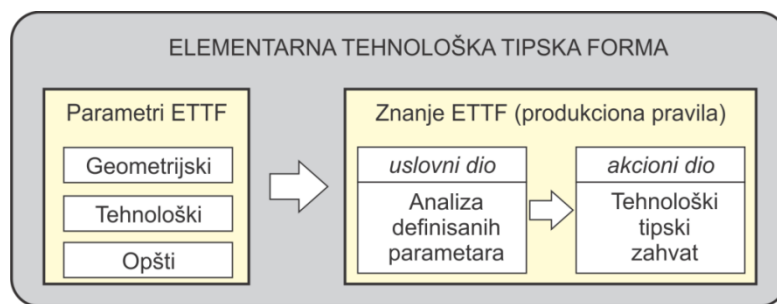 ELEMENTARNA TEHNOLOŠKA TIPSKA FORMA
Parametri ETTF
Geometrijski
Tehnološki
Opšti
Znanje ETTF (produkciona pravila)
uslovni dio
Analiza
definisanih
parametara
akcioni dio
Tehnološki
tipski
zahvat